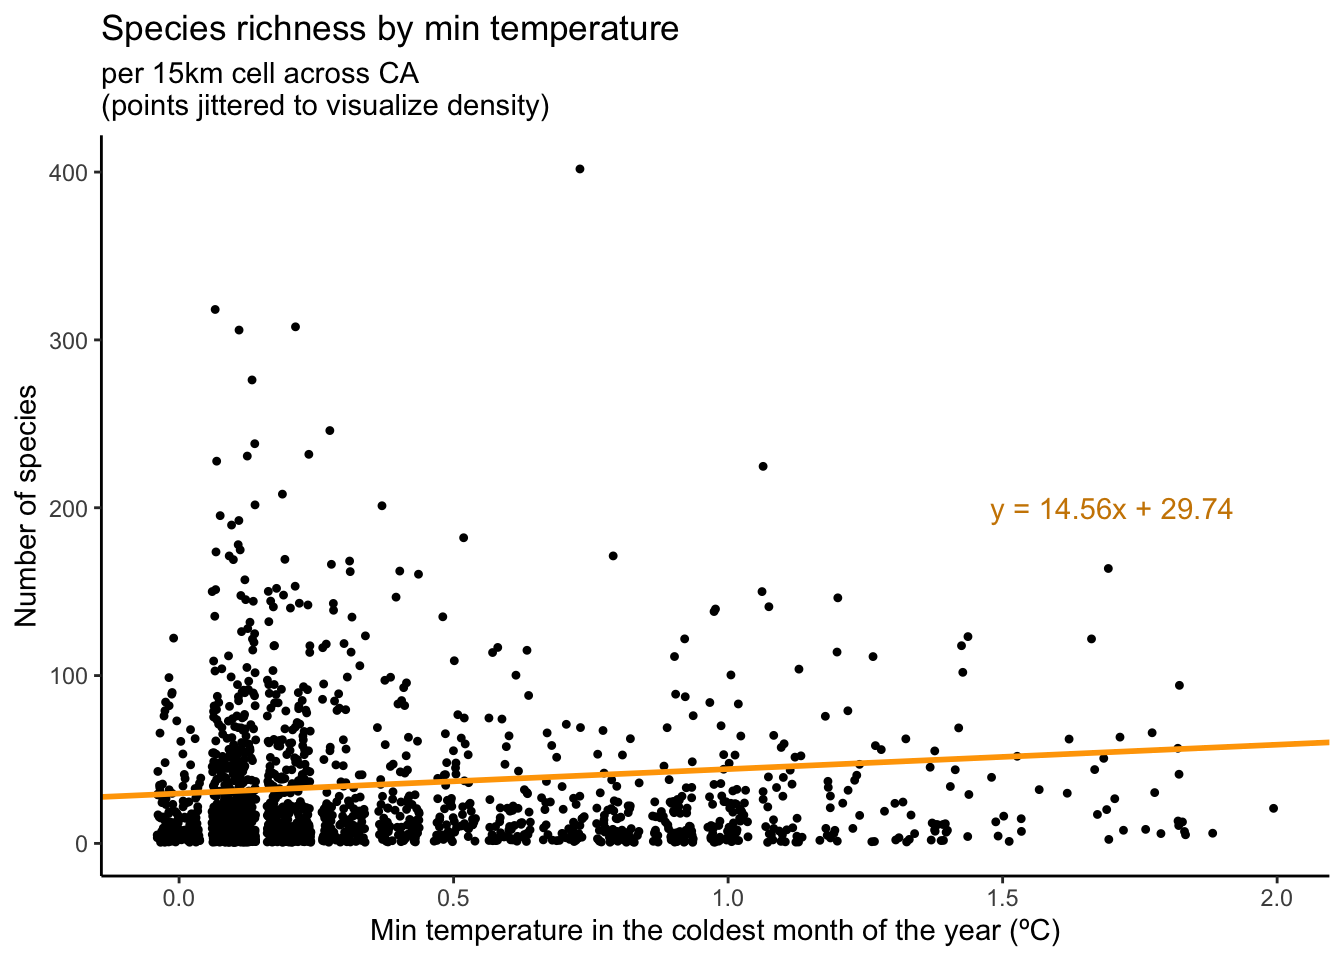 Species richness by min temperature
per 15km cell across CA
(points jittered to visualize density)
400
300
200
100
0
Number of species
y = 14.56x + 29.74
0.0 0.5 1.0 1.5 2.0
Min temperature in the coldest month of the year (ºC)